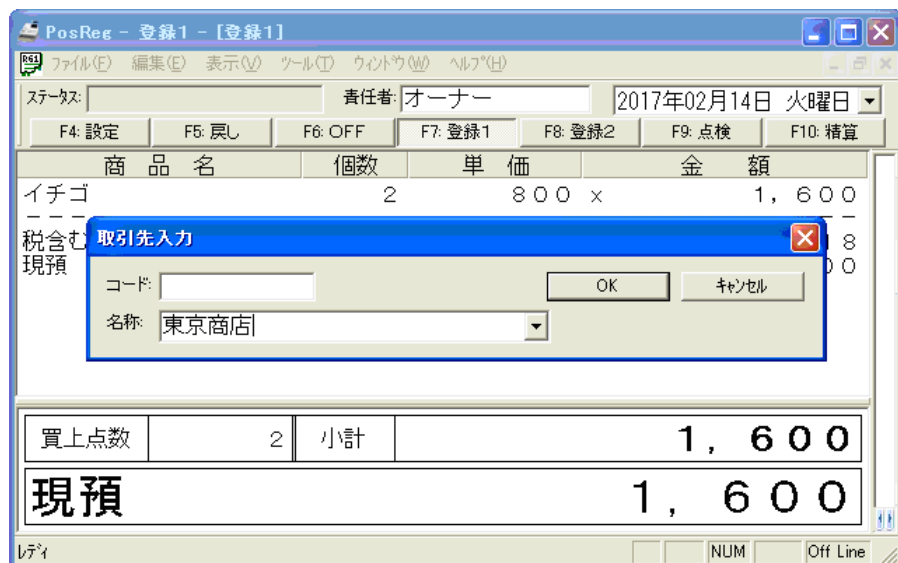 PosReg - 登録1 - [登録1]
R61 ファイル(F) 編集(E) 表示(V) ツール(T) ウィンドウ(W) ヘルプ(H)
ステータス: 責任者: オーナー 2017年02月14日 火曜日
F4: 設定 F5: 戻し F6: OFF F7: 登録1 F8: 登録2 F9: 点検 F10: 精算
商品名 個数 単価 金額
イチゴ 2 800 x 1,600
税含む 18
現預 00
取引先入力
コード: OK キャンセル
名称: 東京商店
買上点数 2 小計 1,600
現預 1,600
レディ NUM Off Line